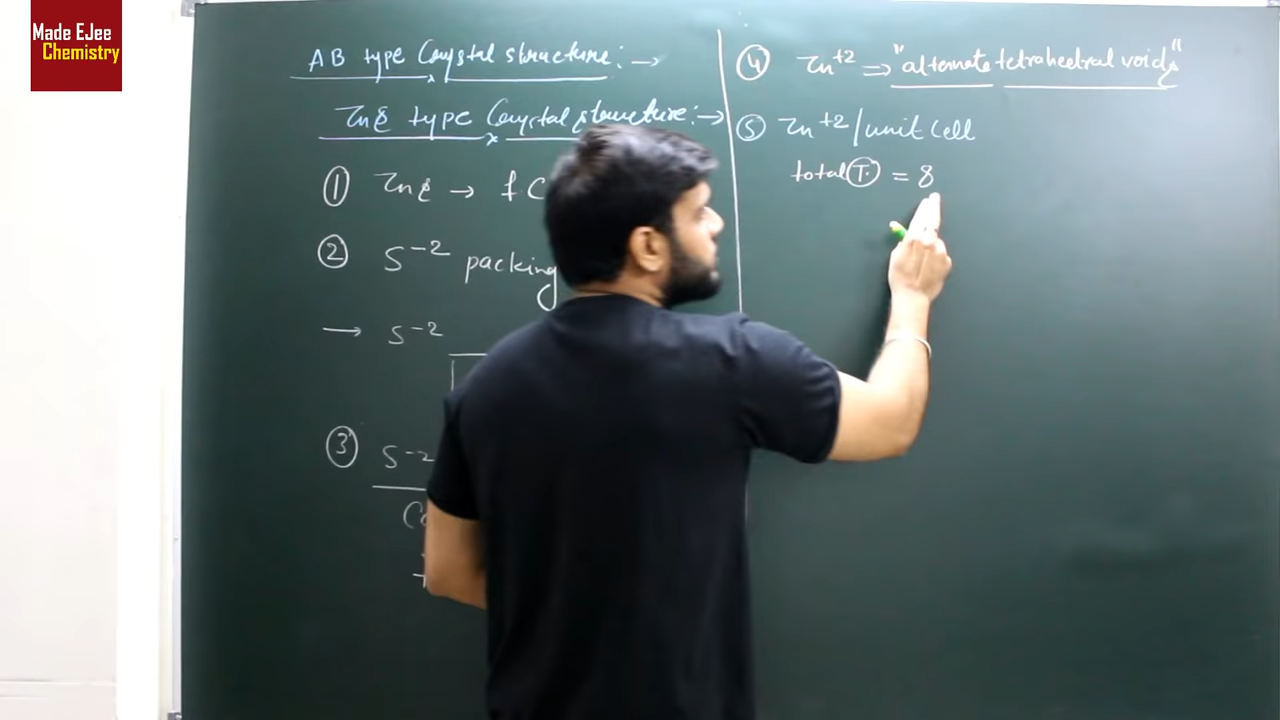 Made EJee
Chemistry
AB type Crystal structure:→
ZnS type Crystal structure:→
① ZnS → f C
② S⁻² packing
→ S⁻²
③ S⁻²
④ Zn⁺² ⇒ "alternate tetrahedral voids"
⑤ Zn⁺²/unit cell
total Ⓣ = 8